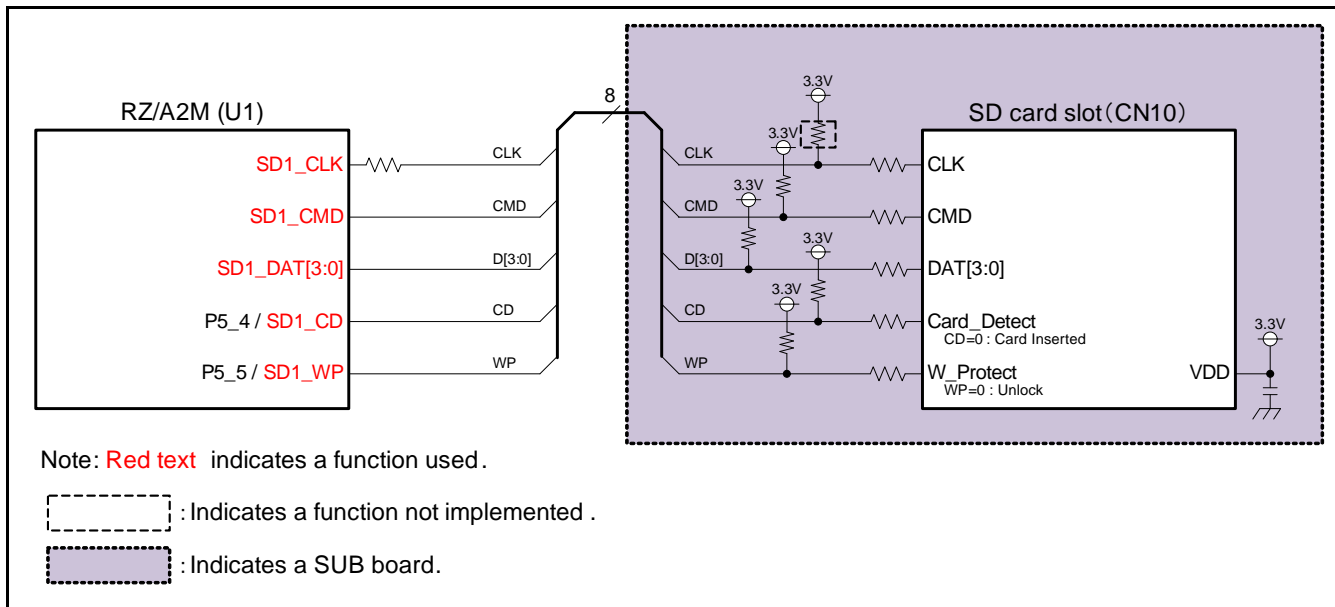 8
3.3V
RZ/A2M (U1)
SD card slot(CN10)
3.3V
SD1_CLK
CLK
CLK
CLK
3.3V
SD1_CMD
CMD
CMD
CMD
3.3V
SD1_DAT[3:0]
D[3:0]
D[3:0]
DAT[3:0]
3.3V
P5_4 / SD1_CD
CD
CD
Card_Detect
CD=0 : Card Inserted
3.3V
P5_5 / SD1_WP
WP
WP
W_Protect
WP=0 : Unlock
VDD
Note: Red text indicates a function used.
: Indicates a function not implemented .
: Indicates a SUB board.